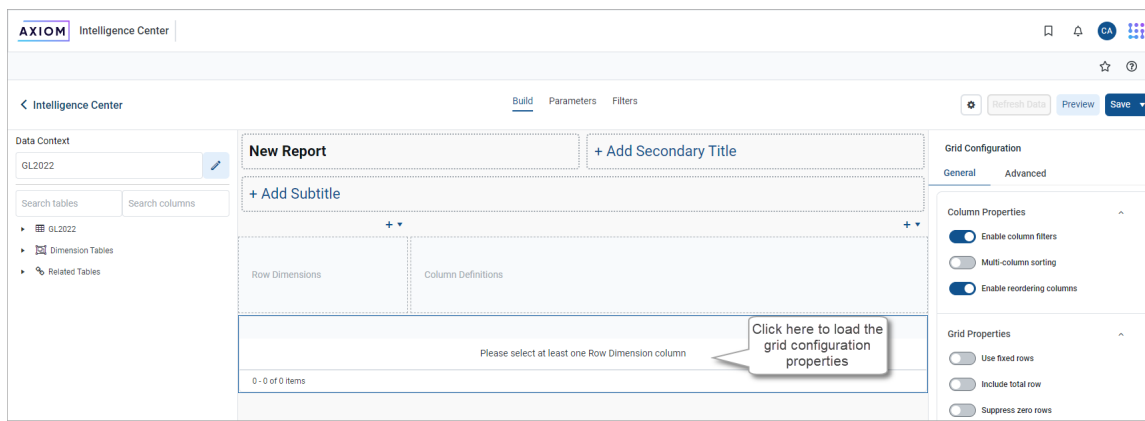 AXIOM Intelligence Center
CA
Intelligence Center
Build Parameters Filters
Refresh Data Preview Save
Data Context
GL2022
Search tables Search columns
GL2022
Dimension Tables
Related Tables
New Report + Add Secondary Title
+ Add Subtitle
+ +
Row Dimensions Column Definitions
Please select at least one Row Dimension column
0 - 0 of 0 items
Click here to load the
grid configuration
properties
Grid Configuration
General Advanced
Column Properties
Enable column filters
Multi-column sorting
Enable reordering columns
Grid Properties
Use fixed rows
Include total row
Suppress zero rows